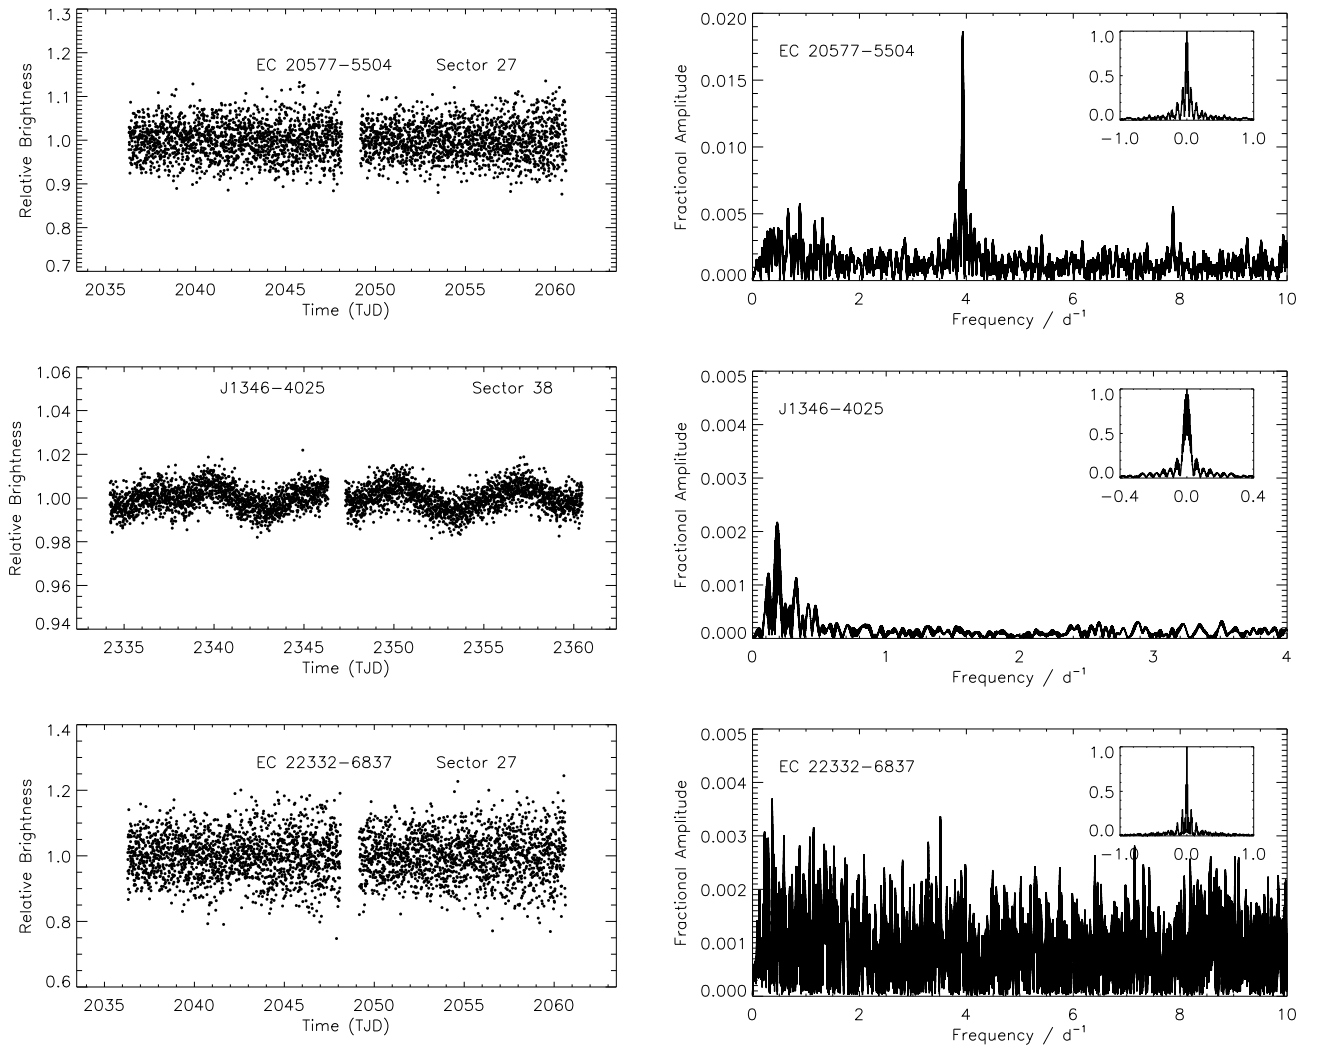 1.3
1.2
1.1
1.0
0.9
0.8
0.7
Relative Brightness
EC 20577−5504 Sector 27
2035 2040 2045 2050 2055 2060
Time (TJD)
0.020
0.015
0.010
0.005
0.000
Fractional Amplitude
EC 20577−5504
1.0
0.5
0.0
−1.0 0.0 1.0
0 2 4 6 8 10
Frequency / d⁻¹
1.06
1.04
1.02
1.00
0.98
0.96
0.94
Relative Brightness
J1346−4025 Sector 38
2335 2340 2345 2350 2355 2360
Time (TJD)
0.005
0.004
0.003
0.002
0.001
0.000
Fractional Amplitude
J1346−4025
1.0
0.5
0.0
−0.4 0.0 0.4
0 1 2 3 4
Frequency / d⁻¹
1.4
1.2
1.0
0.8
0.6
Relative Brightness
EC 22332−6837 Sector 27
2035 2040 2045 2050 2055 2060
Time (TJD)
0.005
0.004
0.003
0.002
0.001
0.000
Fractional Amplitude
EC 22332−6837
1.0
0.5
0.0
−1.0 0.0 1.0
0 2 4 6 8 10
Frequency / d⁻¹